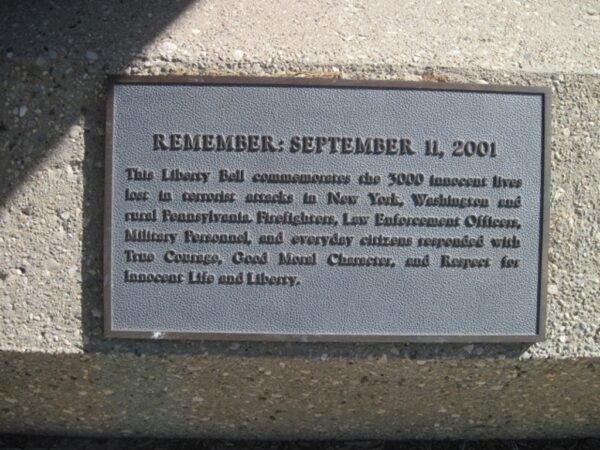 REMEMBER: SEPTEMBER 11, 2001
This Liberty Bell commemorates the 3000 innocent lives
lost in terrorist attacks in New York, Washington and
rural Pennsylvania. Firefighters, Law Enforcement Officers,
Military Personnel, and everyday citizens responded with
True Courage, Good Moral Character, and Respect for
Innocent Life and Liberty.